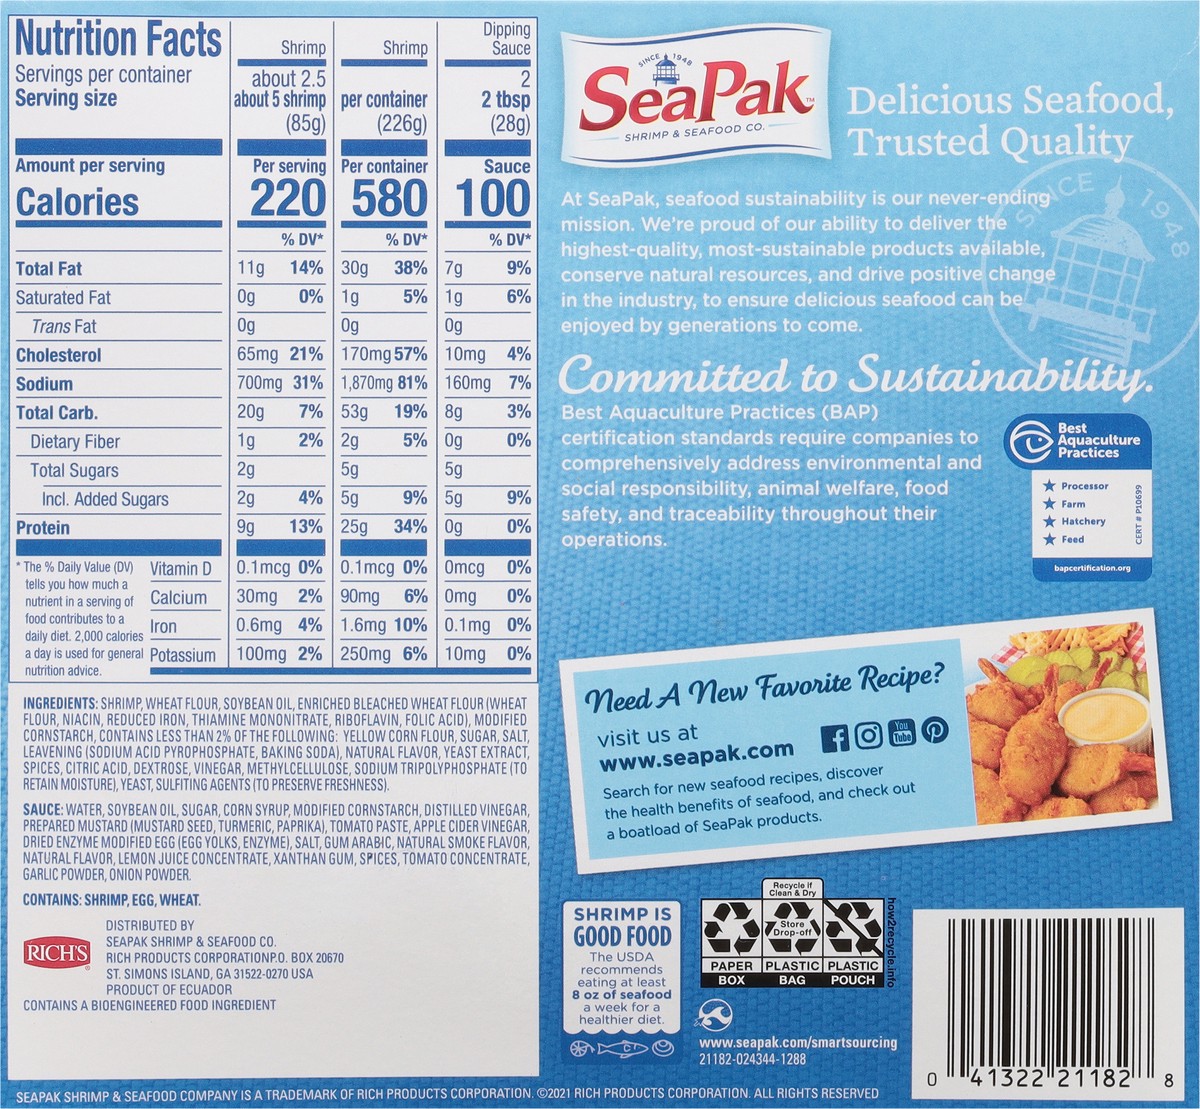 Nutrition Facts
Servings per container
Serving size
Shrimp
about 2.5
about 5 shrimp
(85g)
Shrimp
per container
(226g)
Dipping
Sauce
2
2 tbsp
(28g)
Amount per serving
Calories
Per serving
220
Per container
580
Sauce
100
% DV* % DV* % DV*
Total Fat 11g 14% 30g 38% 7g 9%
Saturated Fat 0g 0% 1g 5% 1g 6%
Trans Fat 0g 0g 0g
Cholesterol 65mg 21% 170mg 57% 10mg 4%
Sodium 700mg 31% 1,870mg 81% 160mg 7%
Total Carb. 20g 7% 53g 19% 8g 3%
Dietary Fiber 1g 2% 2g 5% 0g 0%
Total Sugars 2g 5g 5g
Incl. Added Sugars 2g 4% 5g 9% 5g 9%
Protein 9g 13% 25g 34% 0g 0%
* The % Daily Value (DV)
tells you how much a
nutrient in a serving of
food contributes to a
daily diet. 2,000 calories
a day is used for general
nutrition advice.
Vitamin D 0.1mcg 0% 0.1mcg 0% 0mcg 0%
Calcium 30mg 2% 90mg 6% 0mg 0%
Iron 0.6mg 4% 1.6mg 10% 0.1mg 0%
Potassium 100mg 2% 250mg 6% 10mg 0%
INGREDIENTS: SHRIMP, WHEAT FLOUR, SOYBEAN OIL, ENRICHED BLEACHED WHEAT FLOUR (WHEAT
FLOUR, NIACIN, REDUCED IRON, THIAMINE MONONITRATE, RIBOFLAVIN, FOLIC ACID), MODIFIED
CORNSTARCH, CONTAINS LESS THAN 2% OF THE FOLLOWING: YELLOW CORN FLOUR, SUGAR, SALT,
LEAVENING (SODIUM ACID PYROPHOSPHATE, BAKING SODA), NATURAL FLAVOR, YEAST EXTRACT,
SPICES, CITRIC ACID, DEXTROSE, VINEGAR, METHYLCELLULOSE, SODIUM TRIPOLYPHOSPHATE (TO
RETAIN MOISTURE), YEAST, SULFITING AGENTS (TO PRESERVE FRESHNESS).
SAUCE: WATER, SOYBEAN OIL, SUGAR, CORN SYRUP, MODIFIED CORNSTARCH, DISTILLED VINEGAR,
PREPARED MUSTARD (MUSTARD SEED, TURMERIC, PAPRIKA), TOMATO PASTE, APPLE CIDER VINEGAR,
DRIED ENZYME MODIFIED EGG (EGG YOLKS, ENZYME), SALT, GUM ARABIC, NATURAL SMOKE FLAVOR,
NATURAL FLAVOR, LEMON JUICE CONCENTRATE, XANTHAN GUM, SPICES, TOMATO CONCENTRATE,
GARLIC POWDER, ONION POWDER.
CONTAINS: SHRIMP, EGG, WHEAT.
RICH'S®
DISTRIBUTED BY
SEAPAK SHRIMP & SEAFOOD CO.
RICH PRODUCTS CORPORATIONP.O. BOX 20670
ST. SIMONS ISLAND, GA 31522-0270 USA
PRODUCT OF ECUADOR
CONTAINS A BIOENGINEERED FOOD INGREDIENT
SINCE 1948
SeaPak™
SHRIMP & SEAFOOD CO.
Delicious Seafood,
Trusted Quality
SINCE 1948
At SeaPak, seafood sustainability is our never-ending
mission. We're proud of our ability to deliver the
highest-quality, most-sustainable products available,
conserve natural resources, and drive positive change
in the industry, to ensure delicious seafood can be
enjoyed by generations to come.
Committed to Sustainability.
Best Aquaculture Practices (BAP)
certification standards require companies to
comprehensively address environmental and
social responsibility, animal welfare, food
safety, and traceability throughout their
operations.
Best
Aquaculture
Practices
Processor
Farm
Hatchery
Feed
CERT # P10699
bapcertification.org
Need A New Favorite Recipe?
visit us at
www.seapak.com
You
Tube
Search for new seafood recipes, discover
the health benefits of seafood, and check out
a boatload of SeaPak products.
SHRIMP IS
GOOD FOOD
The USDA
recommends
eating at least
8 oz of seafood
a week for a
healthier diet.
Recycle if
Clean & Dry
Store
Drop-off
PAPER PLASTIC PLASTIC
BOX BAG POUCH
how2recycle.info
www.seapak.com/smartsourcing
21182-024344-1288
0 41322 21182 8
SEAPAK SHRIMP & SEAFOOD COMPANY IS A TRADEMARK OF RICH PRODUCTS CORPORATION. ©2021 RICH PRODUCTS CORPORATION. ALL RIGHTS RESERVED